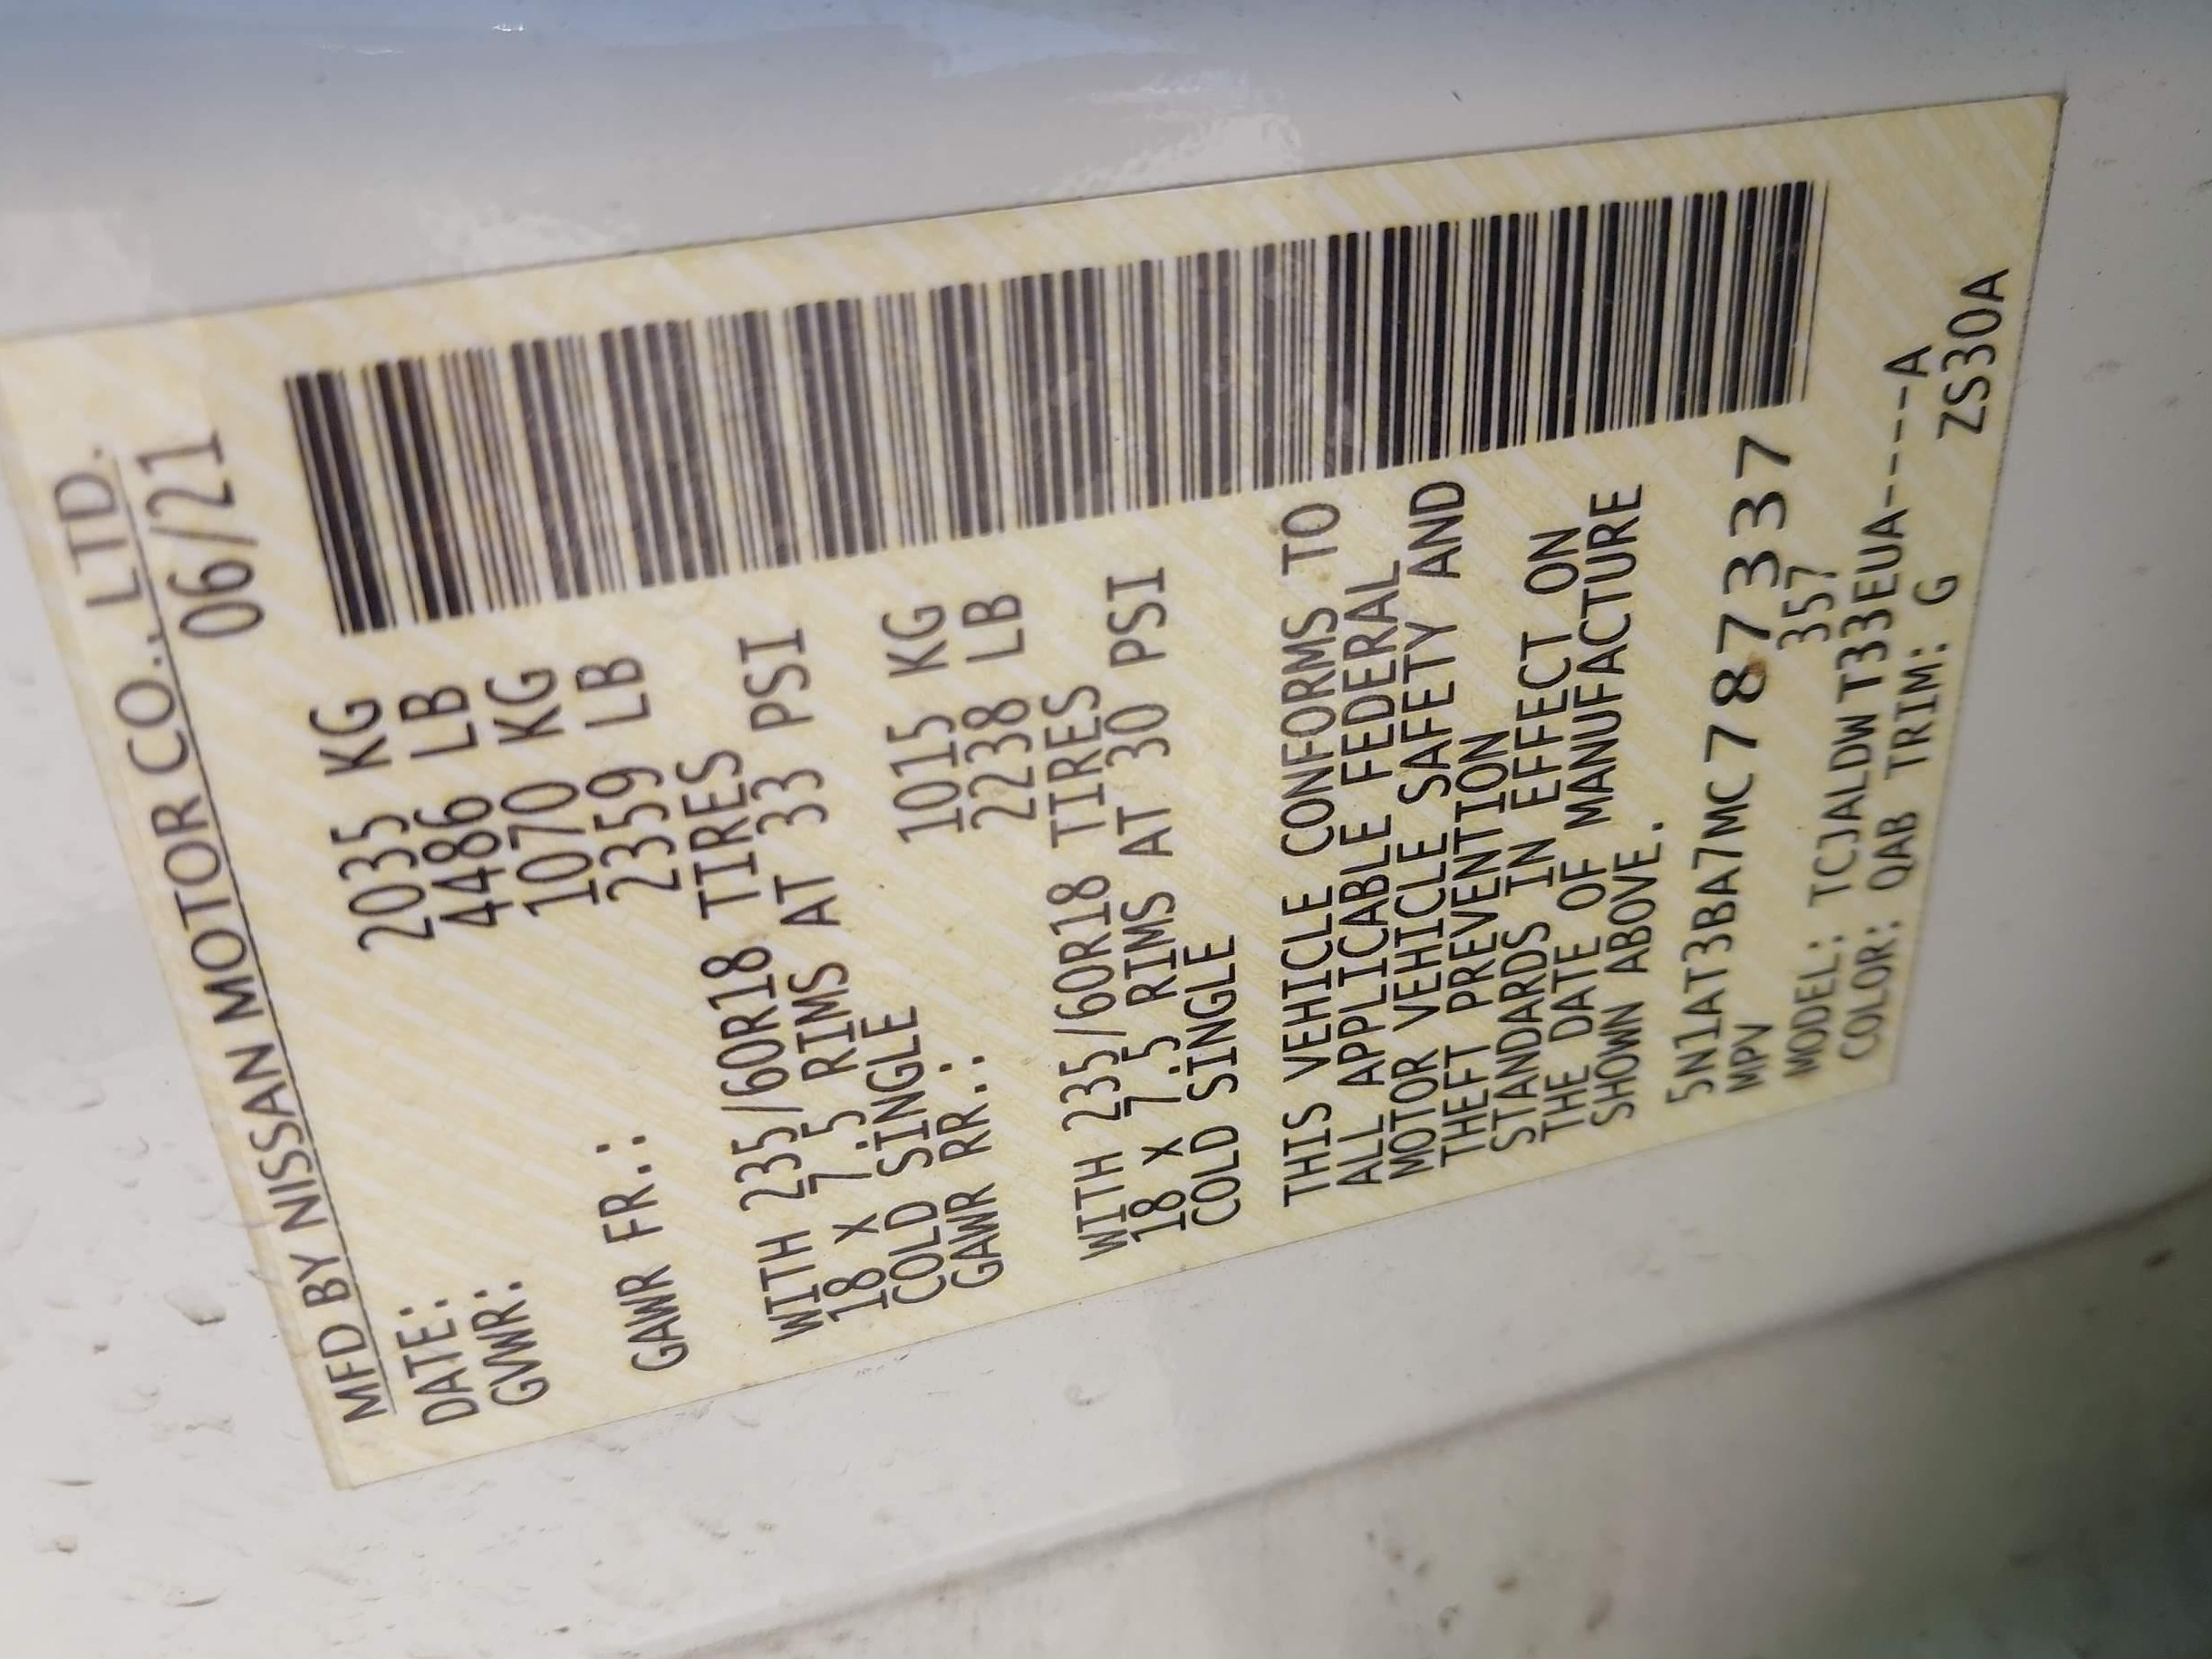 MFD BY NISSAN MOTOR CO., LTD.
DATE: 06/21
GVWR: 2035 KG
4486 LB
GAWR FR.: 1070 KG
2359 LB
WITH 235/60R18 TIRES
18 x 7.5 RIMS AT 33 PSI
COLD SINGLE
GAWR RR.: 1015 KG
2238 LB
WITH 235/60R18 TIRES
18 x 7.5 RIMS AT 30 PSI
COLD SINGLE
THIS VEHICLE CONFORMS TO
ALL APPLICABLE FEDERAL
MOTOR VEHICLE SAFETY AND
THEFT PREVENTION
STANDARDS IN EFFECT ON
THE DATE OF MANUFACTURE
SHOWN ABOVE.
5N1AT3BA7MC787337
MPV 357
MODEL: TCJALDWT33EUA-----A
COLOR: QAB TRIM: G
ZS30A